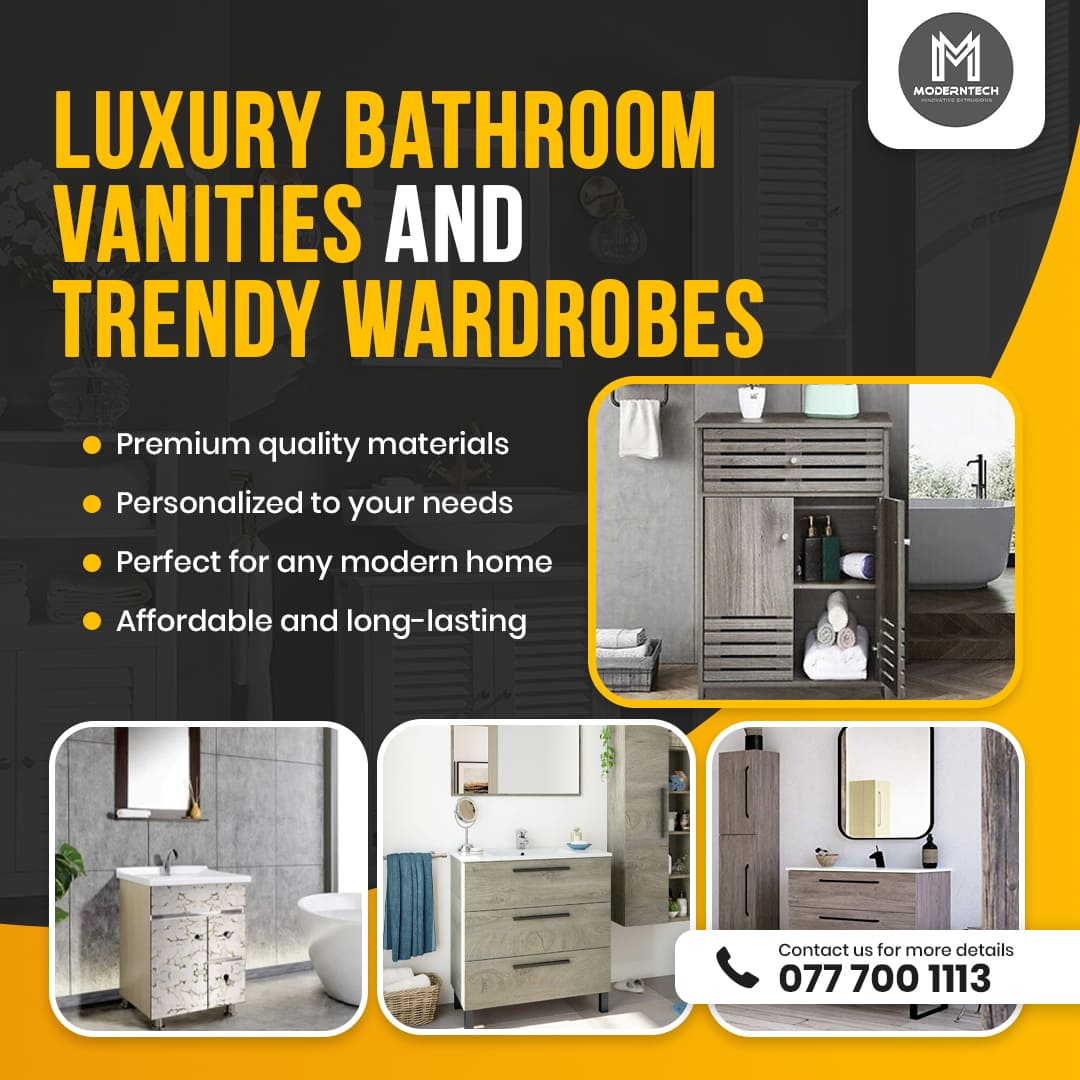 MODERNTECH
INNOVATIVE EXTRUSIONS
LUXURY BATHROOM
VANITIES AND
TRENDY WARDROBES
Premium quality materials
Personalized to your needs
Perfect for any modern home
Affordable and long-lasting
Contact us for more details
077 700 1113